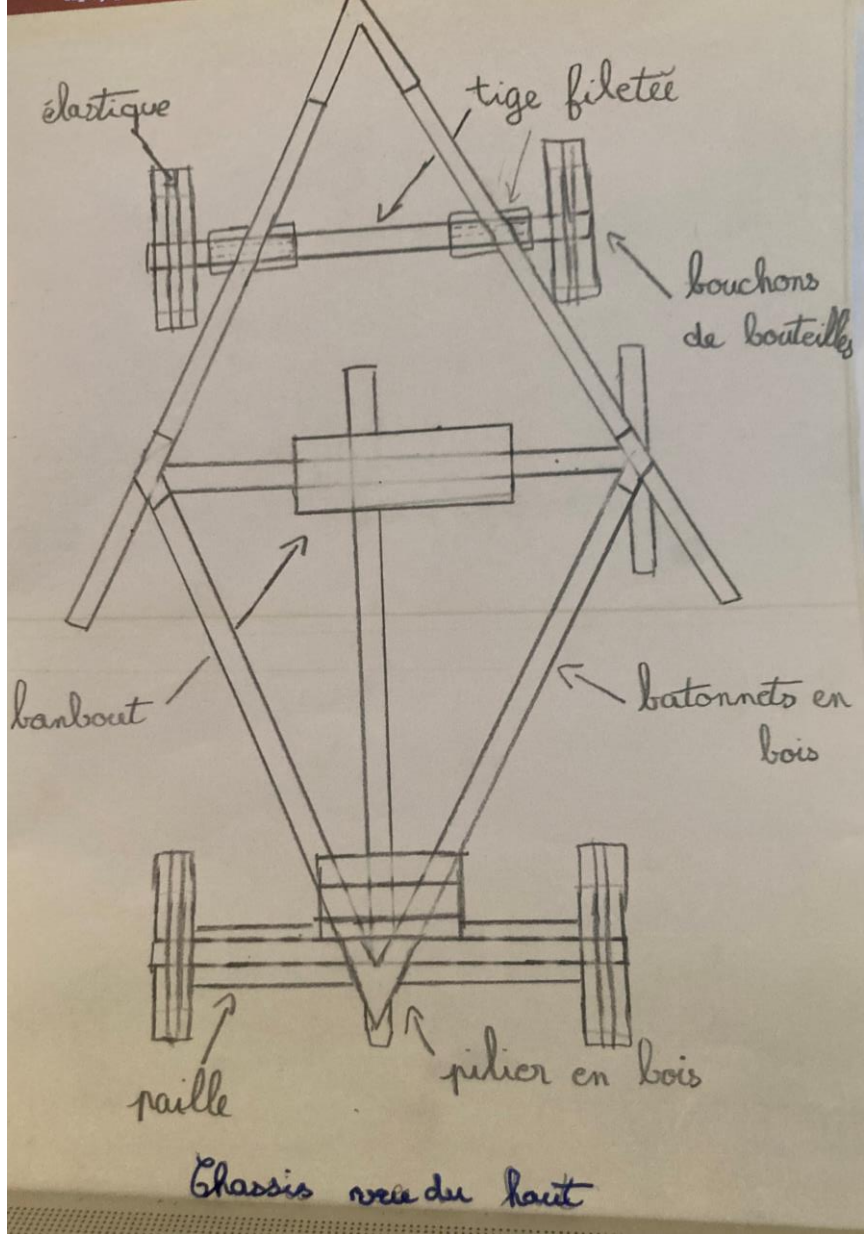 élastique
tige filetée
bouchons
de bouteilles
banbout
batonnets en
bois
paille
pilier en bois
Chassis vue du haut